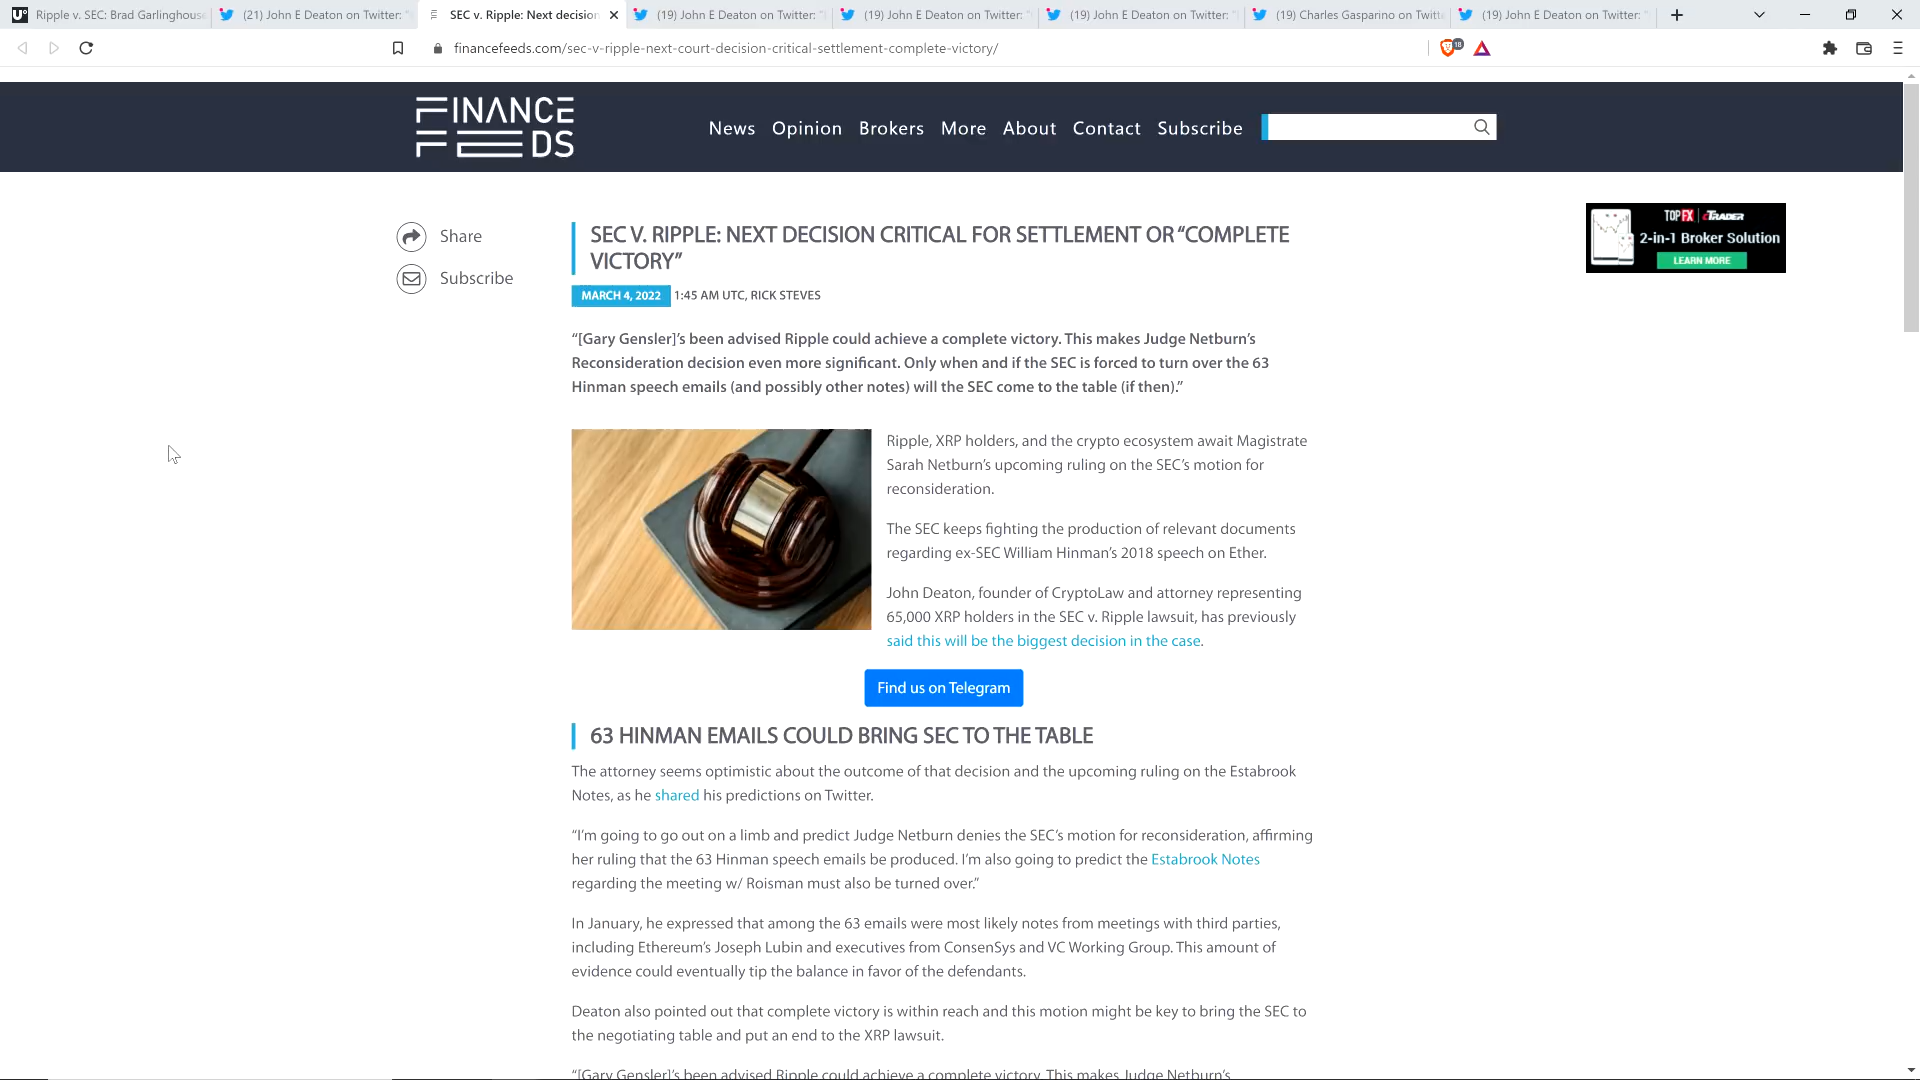 Ripple v. SEC: Brad Garlinghouse
(21) John E Deaton on Twitter: "
SEC v. Ripple: Next decision
(19) John E Deaton on Twitter: "
(19) John E Deaton on Twitter: "
(19) John E Deaton on Twitter: "
(19) Charles Gasparino on Twitt
(19) John E Deaton on Twitter: "
financefeeds.com/sec-v-ripple-next-court-decision-critical-settlement-complete-victory/
18
FINANCE
FEEDS
News Opinion Brokers More About Contact Subscribe
Share
Subscribe
SEC V. RIPPLE: NEXT DECISION CRITICAL FOR SETTLEMENT OR “COMPLETE
VICTORY”
MARCH 4, 2022 1:45 AM UTC, RICK STEVES
TOPFX cTRADER
2-in-1 Broker Solution
LEARN MORE
“[Gary Gensler]’s been advised Ripple could achieve a complete victory. This makes Judge Netburn’s
Reconsideration decision even more significant. Only when and if the SEC is forced to turn over the 63
Hinman speech emails (and possibly other notes) will the SEC come to the table (if then).”
Ripple, XRP holders, and the crypto ecosystem await Magistrate
Sarah Netburn’s upcoming ruling on the SEC’s motion for
reconsideration.
The SEC keeps fighting the production of relevant documents
regarding ex-SEC William Hinman’s 2018 speech on Ether.
John Deaton, founder of CryptoLaw and attorney representing
65,000 XRP holders in the SEC v. Ripple lawsuit, has previously
said this will be the biggest decision in the case.
Find us on Telegram
63 HINMAN EMAILS COULD BRING SEC TO THE TABLE
The attorney seems optimistic about the outcome of that decision and the upcoming ruling on the Estabrook
Notes, as he shared his predictions on Twitter.
“I’m going to go out on a limb and predict Judge Netburn denies the SEC’s motion for reconsideration, affirming
her ruling that the 63 Hinman speech emails be produced. I’m also going to predict the Estabrook Notes
regarding the meeting w/ Roisman must also be turned over.”
In January, he expressed that among the 63 emails were most likely notes from meetings with third parties,
including Ethereum’s Joseph Lubin and executives from ConsenSys and VC Working Group. This amount of
evidence could eventually tip the balance in favor of the defendants.
Deaton also pointed out that complete victory is within reach and this motion might be key to bring the SEC to
the negotiating table and put an end to the XRP lawsuit.
“[Gary Gensler]’s been advised Ripple could achieve a complete victory. This makes Judge Netburn’s